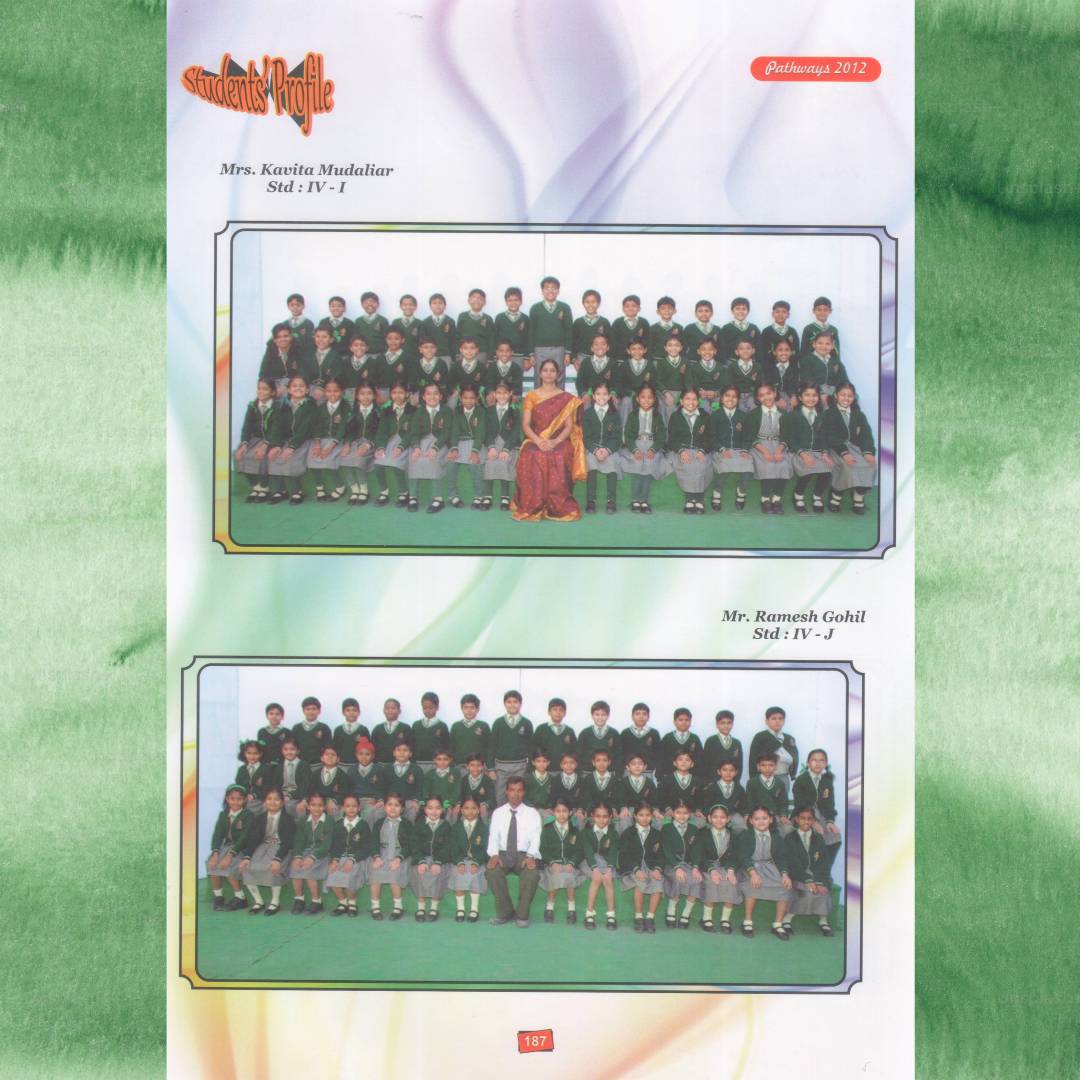 Students' Profile
Pathways 2012
Mrs. Kavita Mudaliar
Std : IV - I
Mr. Ramesh Gohil
Std : IV - J
187